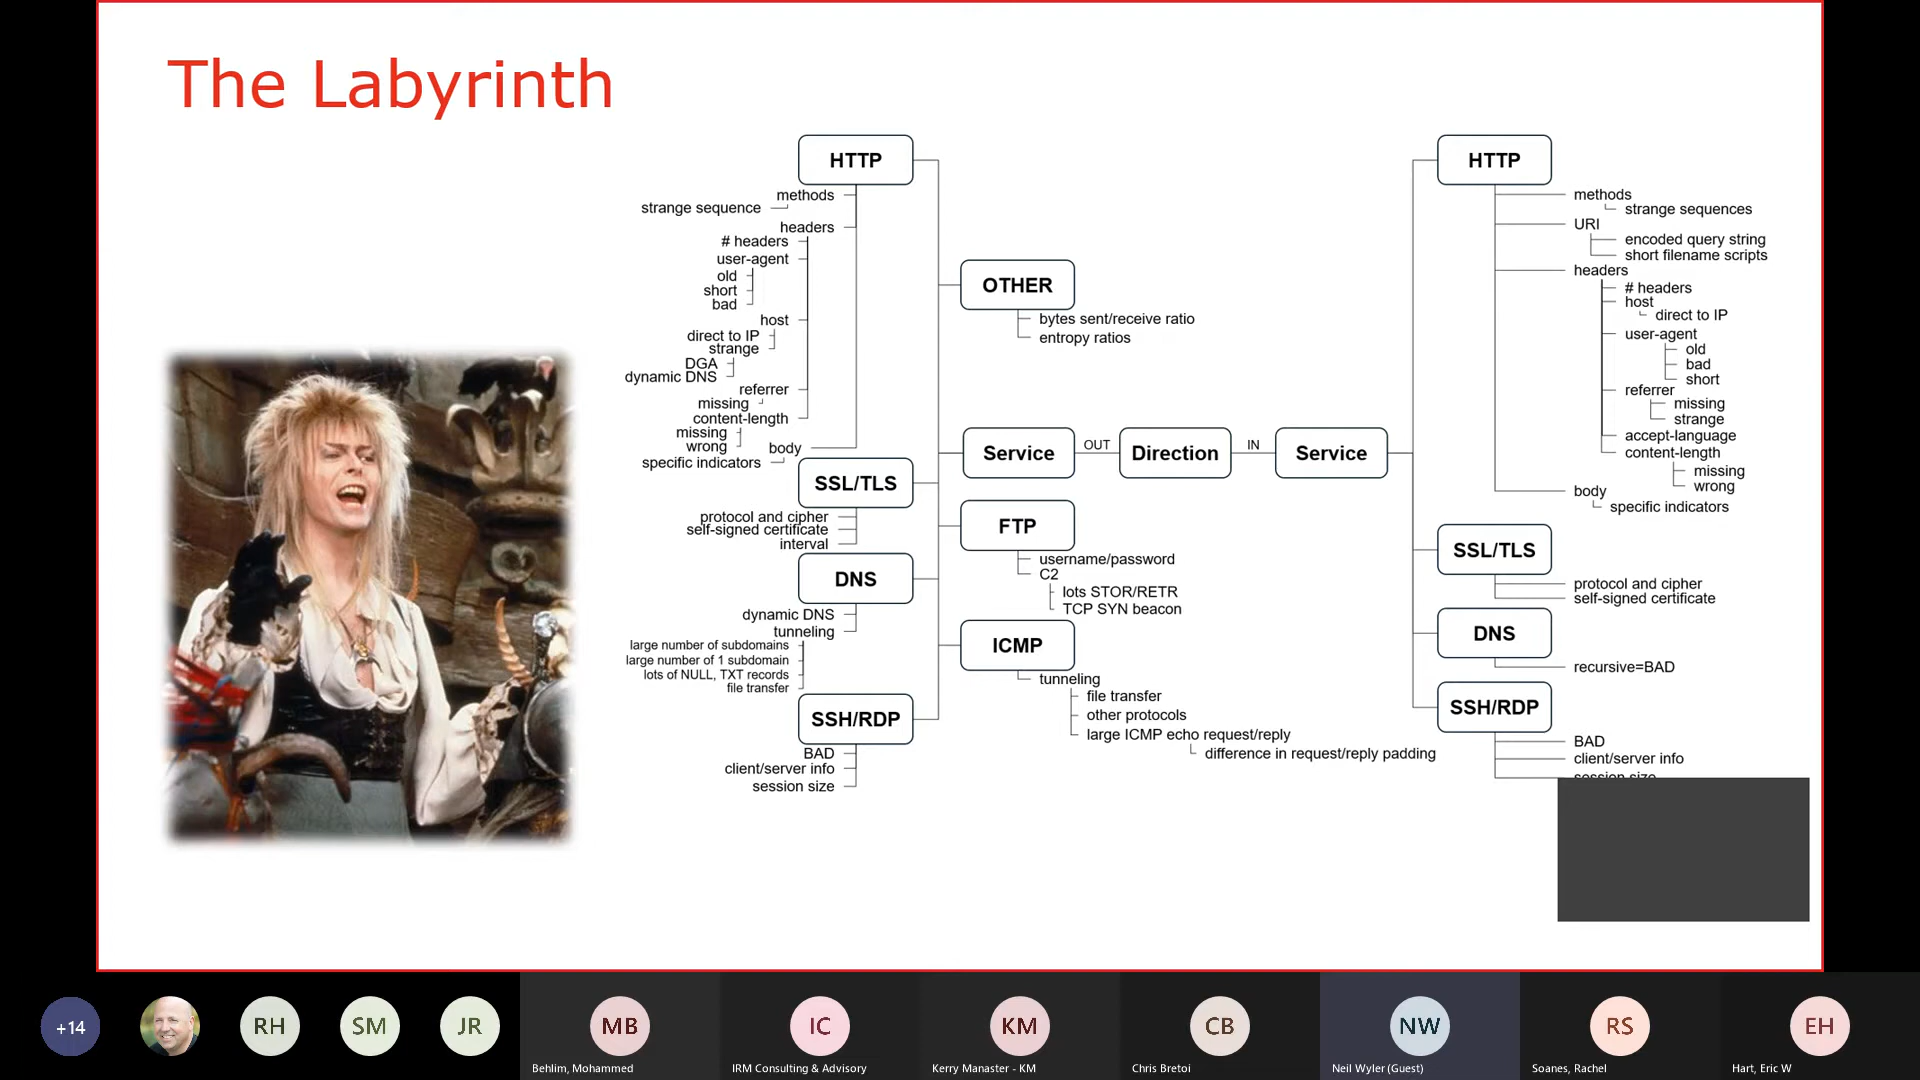 The Labyrinth
HTTP
methods
strange sequence
headers
# headers
user-agent
old
short
bad
host
direct to IP
strange
DGA
dynamic DNS
referrer
missing
content-length
missing
wrong
body
specific indicators
SSL/TLS
protocol and cipher
self-signed certificate
interval
DNS
dynamic DNS
tunneling
large number of subdomains
large number of 1 subdomain
lots of NULL, TXT records
file transfer
SSH/RDP
BAD
client/server info
session size
OTHER
bytes sent/receive ratio
entropy ratios
Service
OUT
Direction
IN
Service
FTP
username/password
C2
lots STOR/RETR
TCP SYN beacon
ICMP
tunneling
file transfer
other protocols
large ICMP echo request/reply
difference in request/reply padding
HTTP
methods
strange sequences
URI
encoded query string
short filename scripts
headers
# headers
host
direct to IP
user-agent
old
bad
short
referrer
missing
strange
accept-language
content-length
missing
wrong
body
specific indicators
SSL/TLS
protocol and cipher
self-signed certificate
DNS
recursive=BAD
SSH/RDP
BAD
client/server info
session size
+14
RH
SM
JR
MB
Behlim, Mohammed
IC
IRM Consulting & Advisory
KM
Kerry Manaster - KM
CB
Chris Bretoi
NW
Neil Wyler (Guest)
RS
Soanes, Rachel
EH
Hart, Eric W